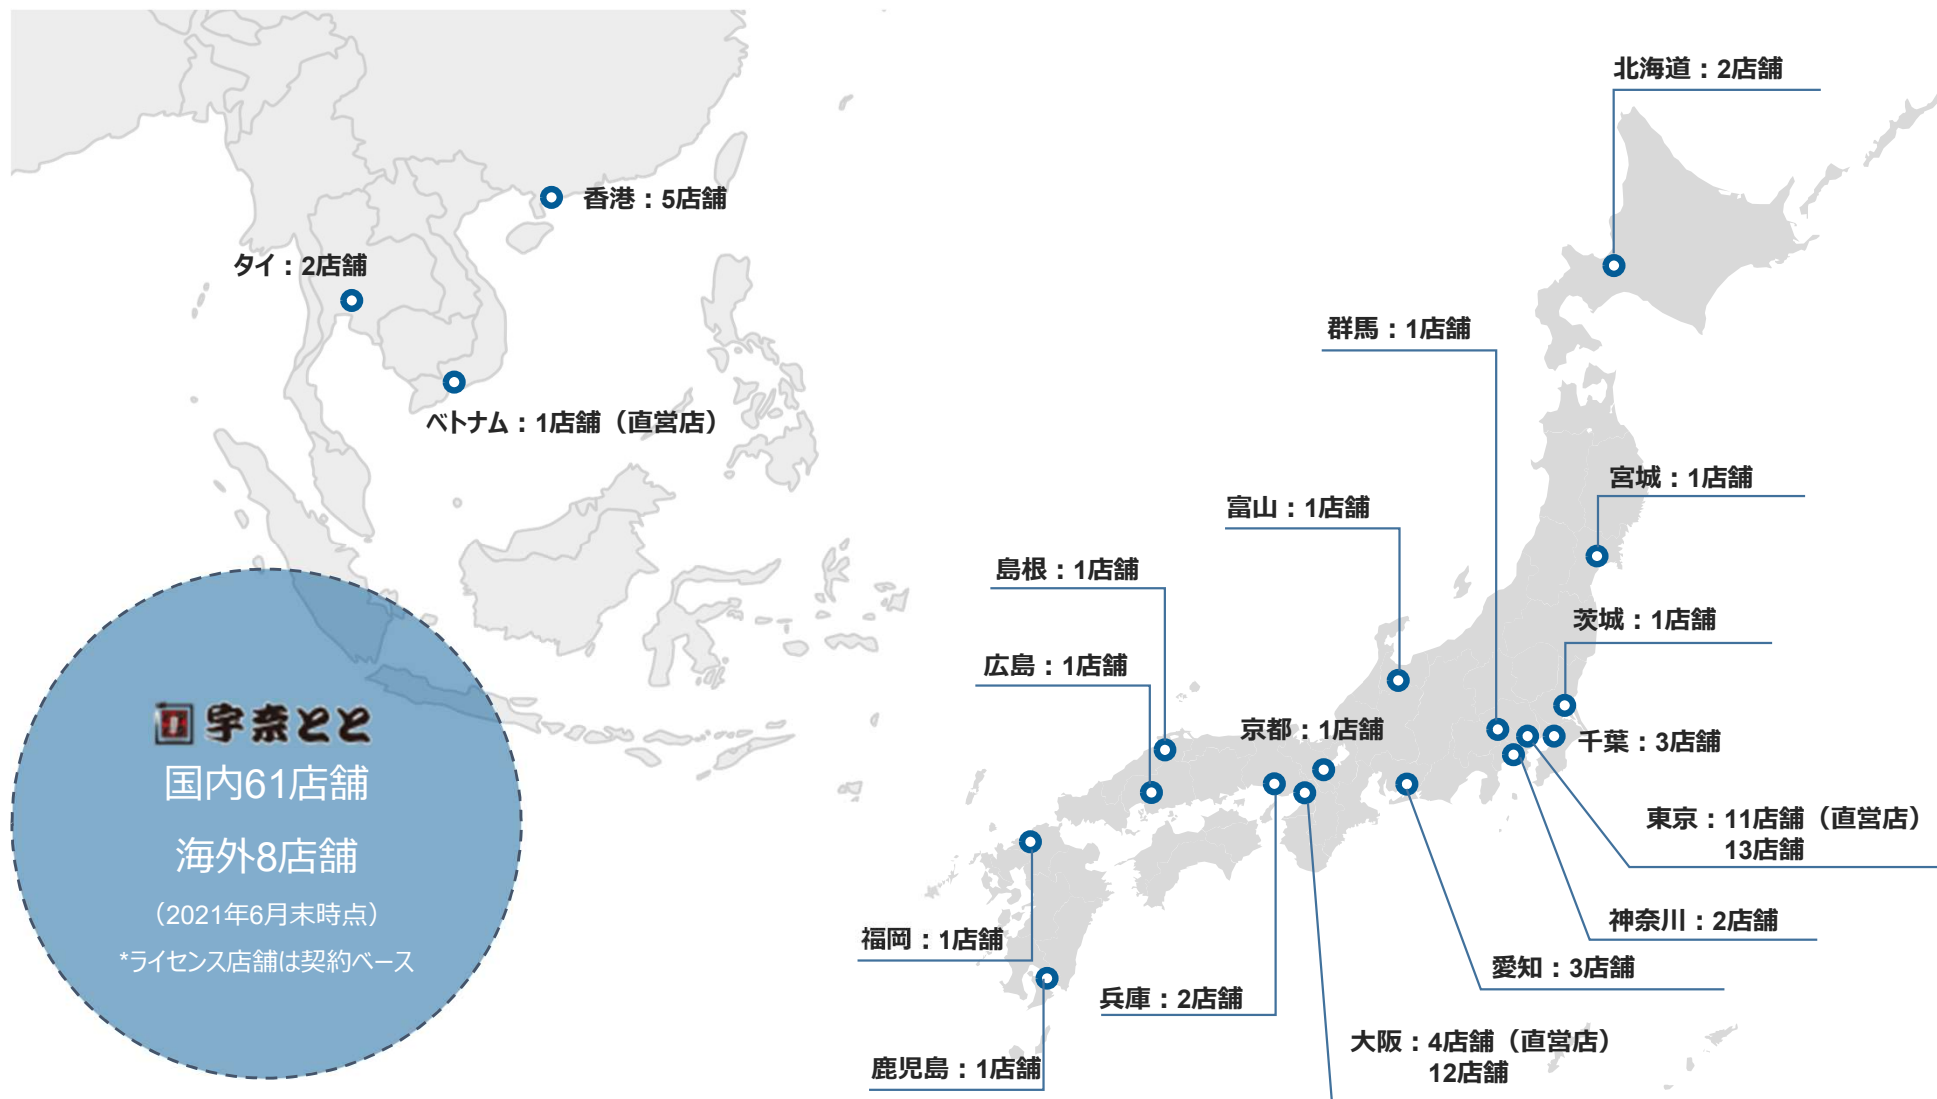 北海道：2店舗
香港：5店舗
タイ：2店舗
ベトナム：1店舗（直営店）
群馬：1店舗
宮城：1店舗
富山：1店舗
島根：1店舗
茨城：1店舗
広島：1店舗
京都：1店舗
千葉：3店舗
東京：11店舗（直営店）
13店舗
神奈川：2店舗
愛知：3店舗
福岡：1店舗
兵庫：2店舗
大阪：4店舗（直営店）
12店舗
鹿児島：1店舗
宇奈とと
国内61店舗
海外8店舗
（2021年6月末時点）
*ライセンス店舗は契約ベース